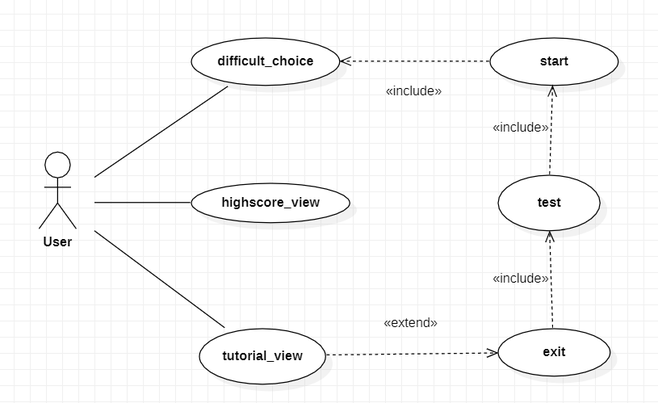 difficult_choice
start
«include»
«include»
highscore_view
test
User
«include»
«extend»
tutorial_view
exit